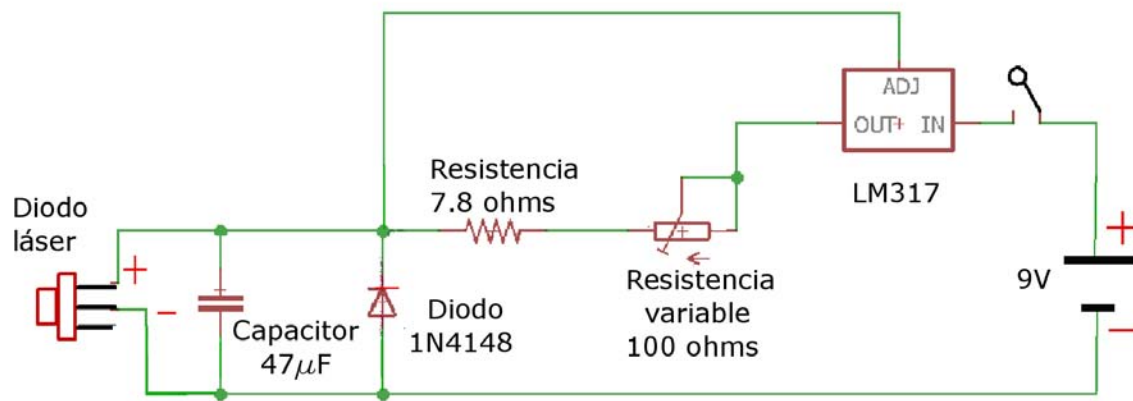 ADJ
OUT+ IN
LM317
Resistencia
7.8 ohms
Diodo
láser
+
-
+
9V
-
Resistencia
variable
100 ohms
Diodo
1N4148
+
Capacitor
47µF